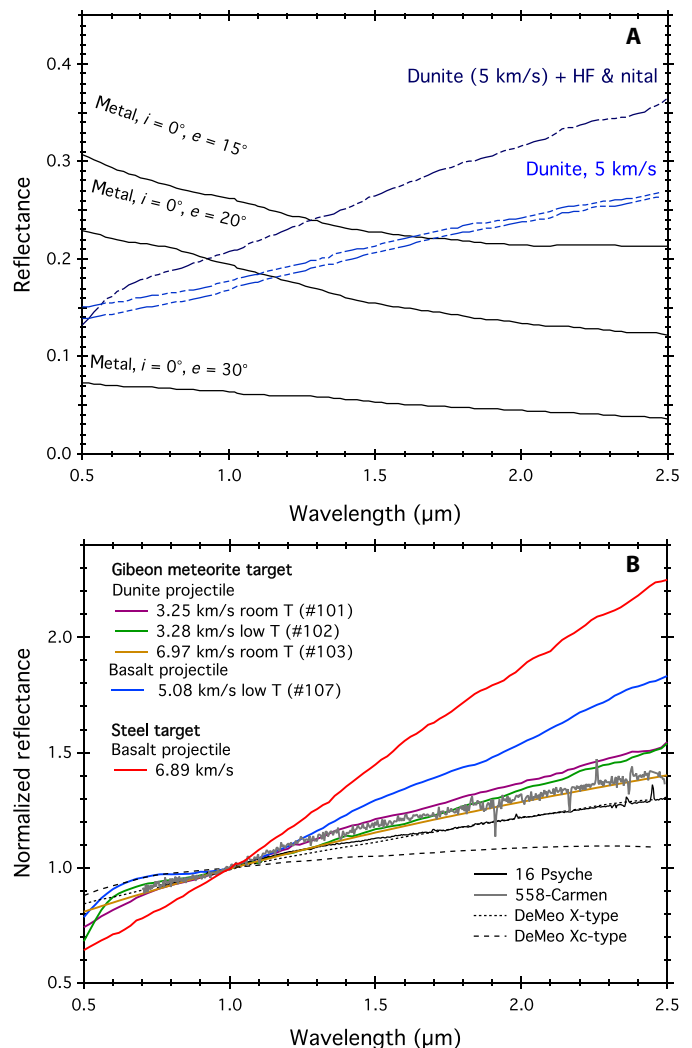 A
Dunite (5 km/s) + HF & nital
Metal, i = 0°, e = 15°
Dunite, 5 km/s
Metal, i = 0°, e = 20°
Metal, i = 0°, e = 30°
Reflectance
0.4
0.3
0.2
0.1
0.0
0.5 1.0 1.5 2.0 2.5
Wavelength (µm)
B
Gibeon meteorite target
Dunite projectile
3.25 km/s room T (#101)
3.28 km/s low T (#102)
6.97 km/s room T (#103)
Basalt projectile
5.08 km/s low T (#107)
Steel target
Basalt projectile
6.89 km/s
16 Psyche
558-Carmen
DeMeo X-type
DeMeo Xc-type
Normalized reflectance
2.0
1.5
1.0
0.5
0.5 1.0 1.5 2.0 2.5
Wavelength (µm)